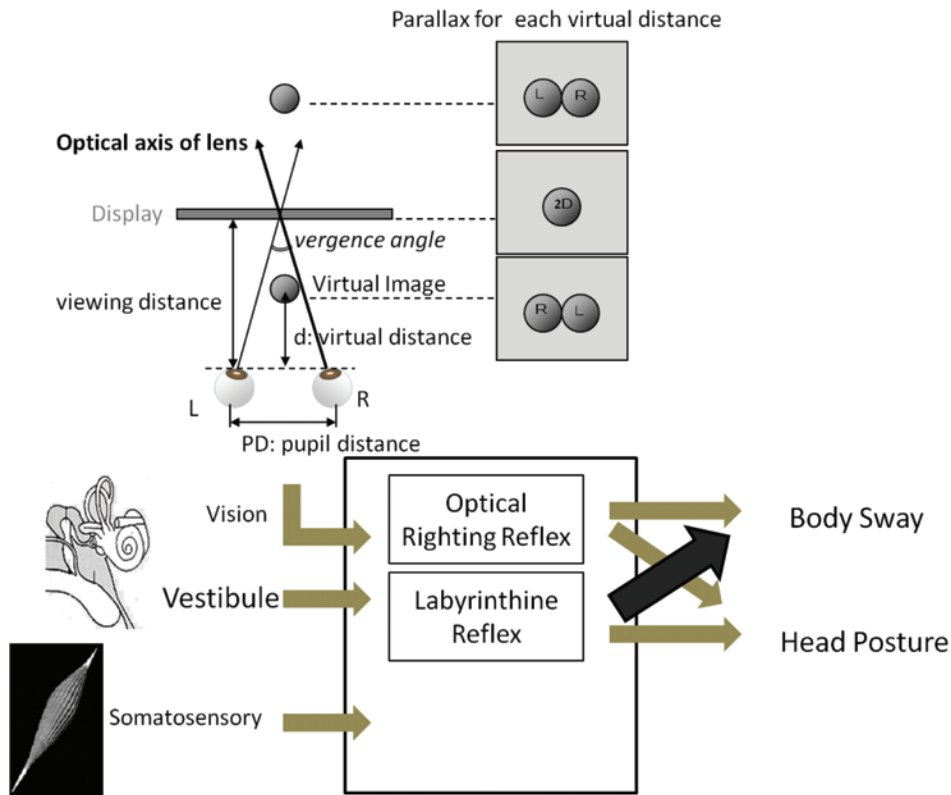 Parallax for each virtual distance
L R
Optical axis of lens
2D
Display
vergence angle
Virtual Image
viewing distance
R L
d: virtual distance
L
R
PD: pupil distance
Vision
Optical
Righting Reflex
Body Sway
Vestibule
Labyrinthine
Reflex
Head Posture
Somatosensory